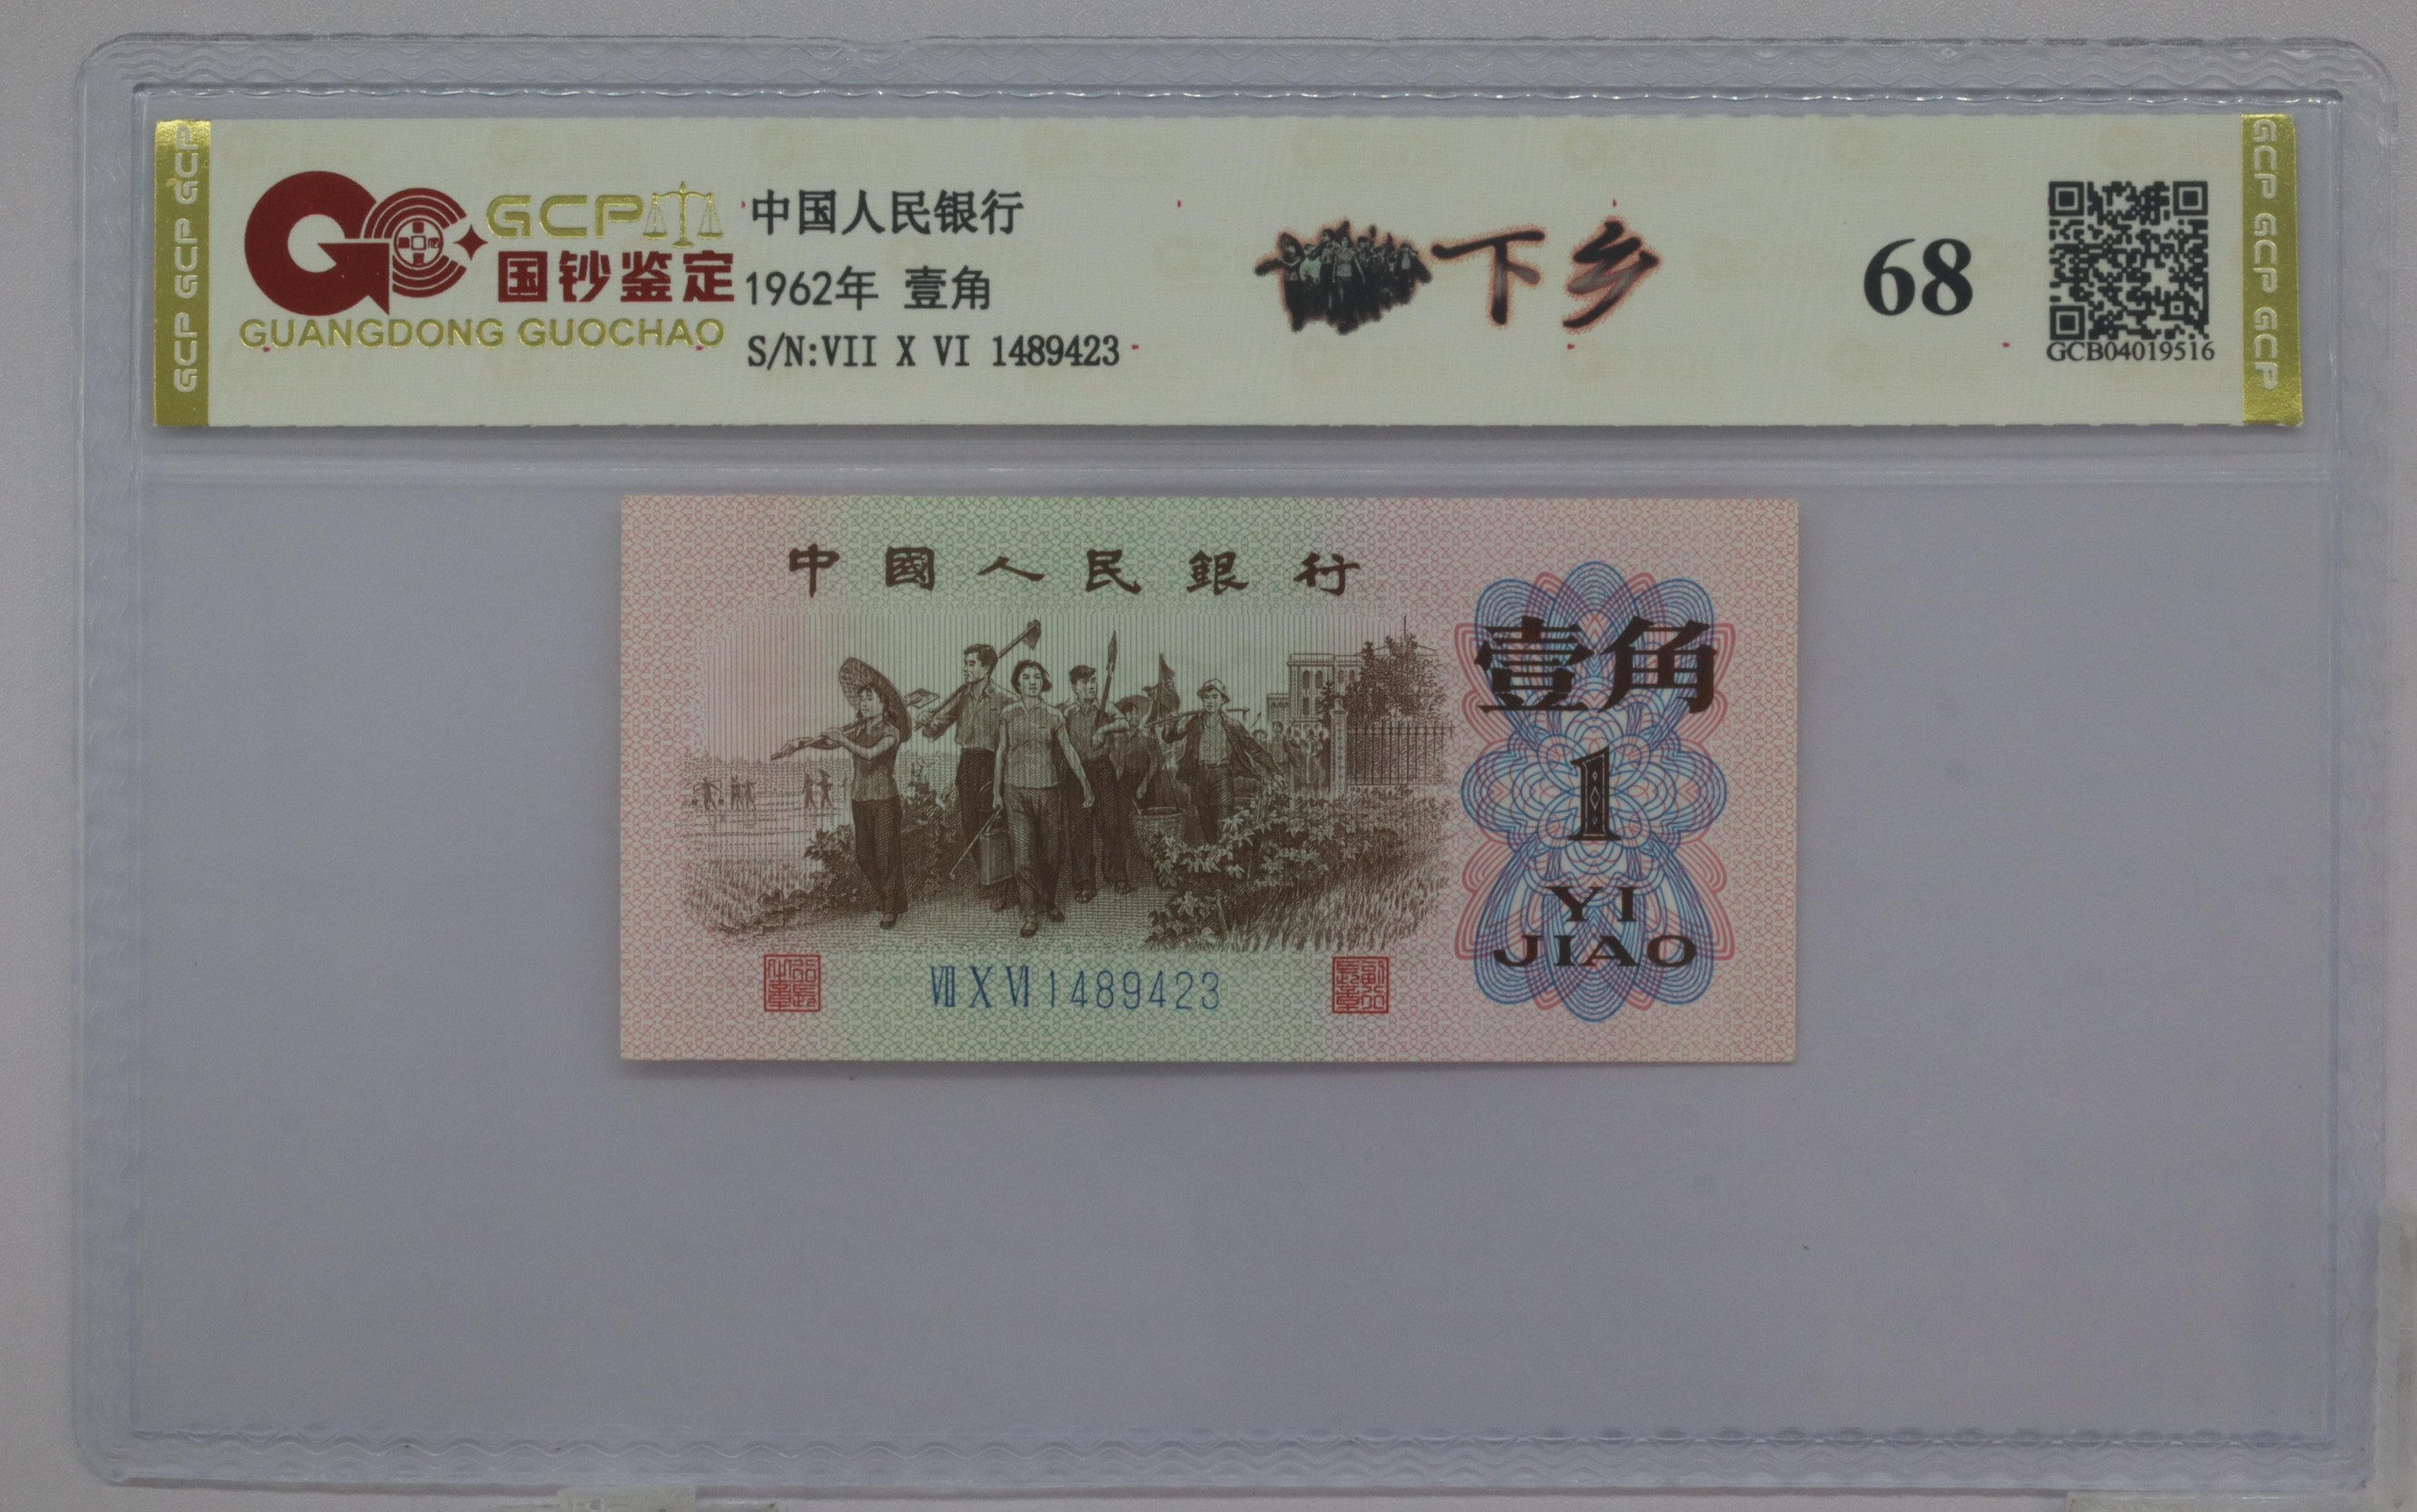 GCP GCP GCP
GCP
国钞鉴定
GUANGDONG GUOCHAO
中国人民银行
1962年 壹角
S/N:VII X VI 1489423
下乡
68
GCB04019516
GCP GCP GCP
中國人民銀行
壹角
1
YI
JIAO
VII X VI 1489423